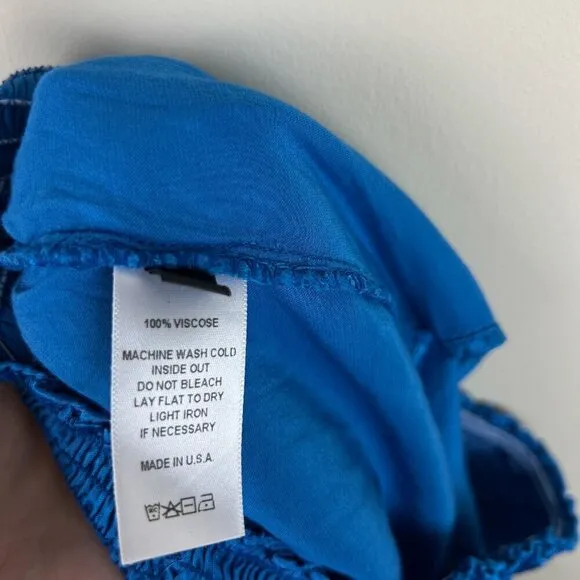 100% VISCOSE
MACHINE WASH COLD
INSIDE OUT
DO NOT BLEACH
LAY FLAT TO DRY
LIGHT IRON
IF NECESSARY
MADE IN U.S.A.